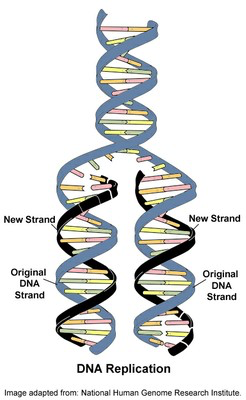 New Strand
New Strand
Original
DNA
Strand
Original
DNA
Strand
DNA Replication
Image adapted from: National Human Genome Research Institute.